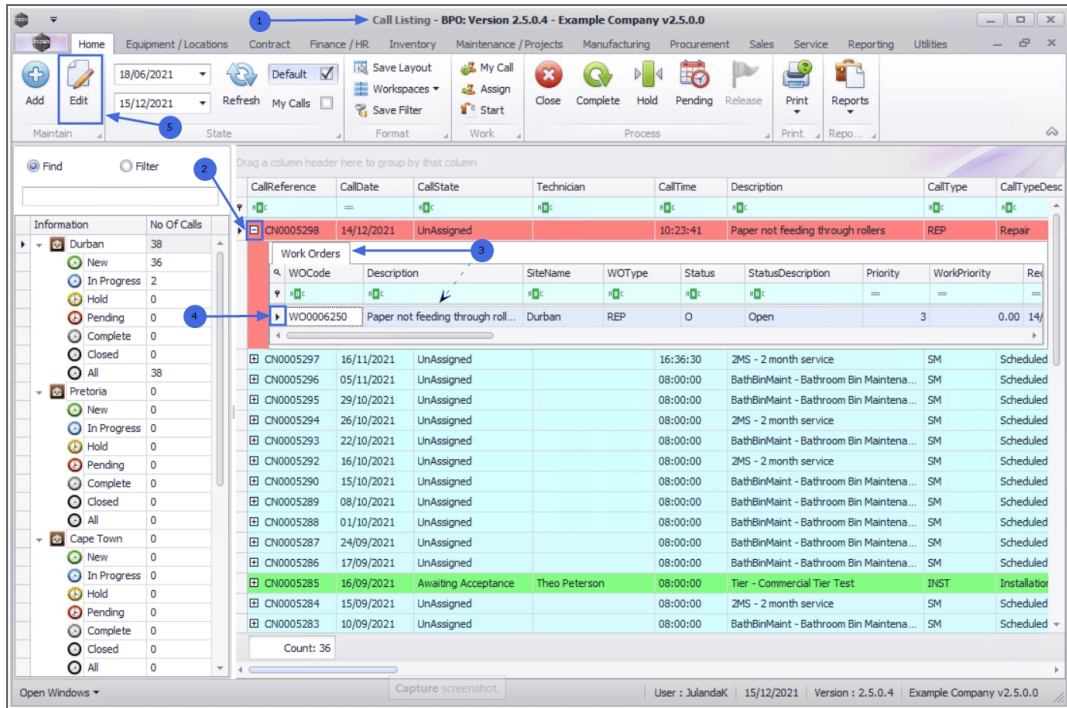 1
Call Listing - BPO: Version 2.5.0.4 - Example Company v2.5.0.0
Home Equipment / Locations Contract Finance / HR Inventory Maintenance / Projects Manufacturing Procurement Sales Service Reporting Utilities
18/06/2021 Default Save Layout My Call
Workspaces Assign
Add Edit 15/12/2021 Refresh My Calls Save Filter Start Close Complete Hold Pending Release Print Reports
5
Maintain State Format Work Process Print Repo...
Find Filter 2 Drag a column header here to group by that column
CallReference CallDate CallState Technician CallTime Description CallType CallTypeDesc
Information No Of Calls
CN0005298 14/12/2021 UnAssigned 10:23:41 Paper not feeding through rollers REP Repair
Durban 38
New 36
In Progress 2
Hold 0
Pending 0
Complete 0
Closed 0
All 38
Pretoria 0
New 0
In Progress 0
Hold 0
Pending 0
Complete 0
Closed 0
All 0
Cape Town 0
New 0
In Progress 0
Hold 0
Pending 0
Complete 0
Closed 0
All 0
Work Orders 3
WOCode Description SiteName WOType Status StatusDescription Priority WorkPriority Rec
4
WO0006250 Paper not feeding through roll... Durban REP O Open 3 0.00 14/
CN0005297 16/11/2021 UnAssigned 16:36:30 2MS - 2 month service SM Scheduled
CN0005296 05/11/2021 UnAssigned 08:00:00 BathBinMaint - Bathroom Bin Maintena... SM Scheduled
CN0005295 29/10/2021 UnAssigned 08:00:00 BathBinMaint - Bathroom Bin Maintena... SM Scheduled
CN0005294 26/10/2021 UnAssigned 08:00:00 2MS - 2 month service SM Scheduled
CN0005293 22/10/2021 UnAssigned 08:00:00 BathBinMaint - Bathroom Bin Maintena... SM Scheduled
CN0005292 16/10/2021 UnAssigned 08:00:00 2MS - 2 month service SM Scheduled
CN0005290 15/10/2021 UnAssigned 08:00:00 BathBinMaint - Bathroom Bin Maintena... SM Scheduled
CN0005289 08/10/2021 UnAssigned 08:00:00 BathBinMaint - Bathroom Bin Maintena... SM Scheduled
CN0005288 01/10/2021 UnAssigned 08:00:00 BathBinMaint - Bathroom Bin Maintena... SM Scheduled
CN0005287 24/09/2021 UnAssigned 08:00:00 BathBinMaint - Bathroom Bin Maintena... SM Scheduled
CN0005286 17/09/2021 UnAssigned 08:00:00 BathBinMaint - Bathroom Bin Maintena... SM Scheduled
CN0005285 16/09/2021 Awaiting Acceptance Theo Peterson 08:00:00 Tier - Commercial Tier Test INST Installation
CN0005284 15/09/2021 UnAssigned 08:00:00 2MS - 2 month service SM Scheduled
CN0005283 10/09/2021 UnAssigned 08:00:00 BathBinMaint - Bathroom Bin Maintena... SM Scheduled
Count: 36
Open Windows Capture screenshot. User : JulandaK 15/12/2021 Version : 2.5.0.4 Example Company v2.5.0.0